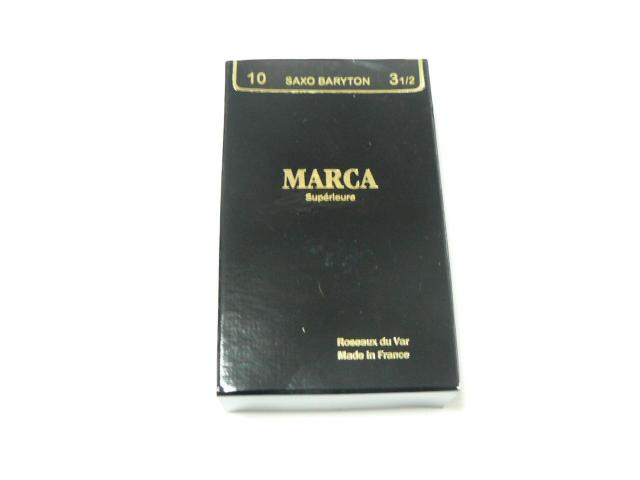 10 SAXO BARYTON 3 1/2
MARCA
Supérieure
Roseaux du Var
Made in France